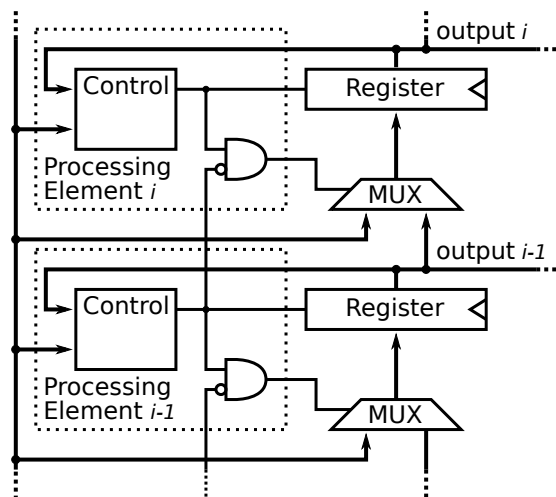 output i
Control
Register
Processing
Element i
MUX
output i-1
Control
Register
Processing
Element i-1
MUX